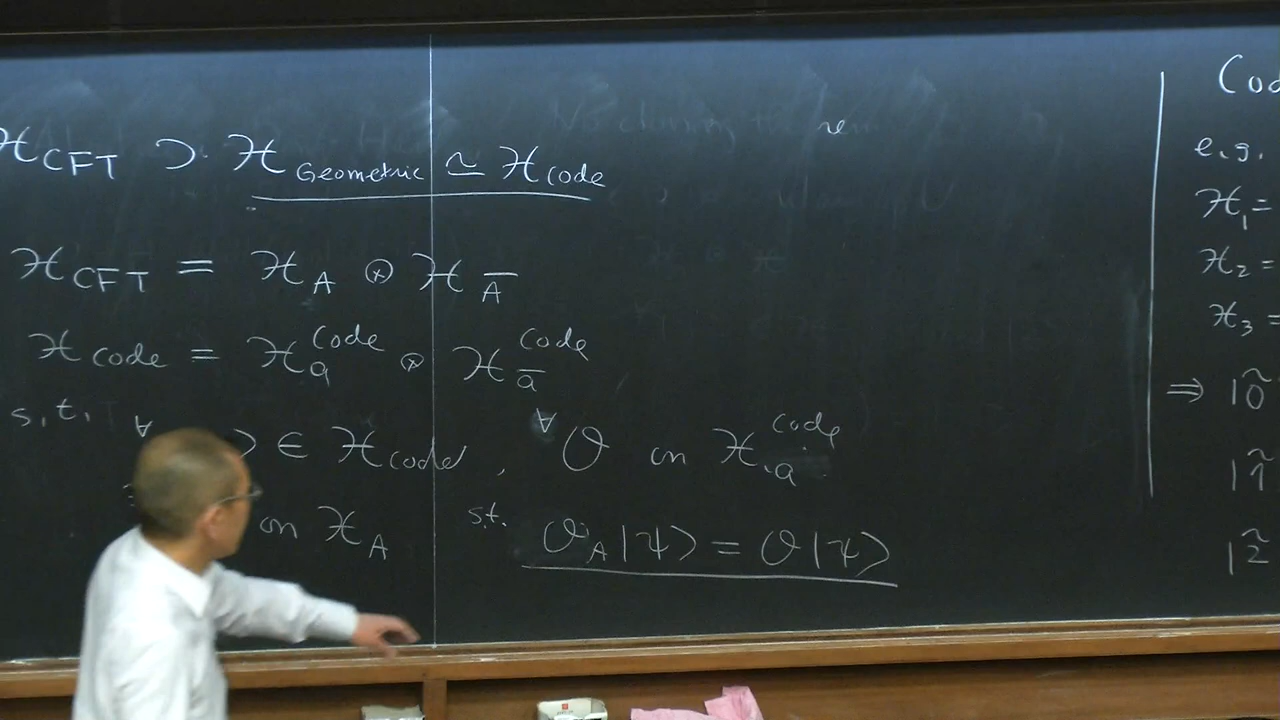 ℋ_CFT ⊃ ℋ_Geometric ≃ ℋ_code
ℋ_CFT = ℋ_A ⊗ ℋ_Ā
ℋ_code = ℋ_a^code ⊗ ℋ_ā^code
s.t. ∀ ⟩ ∈ ℋ_code, ∀ 𝒪 on ℋ_a^code
on ℋ_A s.t. 𝒪_A|ψ⟩ = 𝒪|ψ⟩
Cod
e.g.
ℋ_1 =
ℋ_2 =
ℋ_3 =
⇒ |0̃
|1̃
|2̃